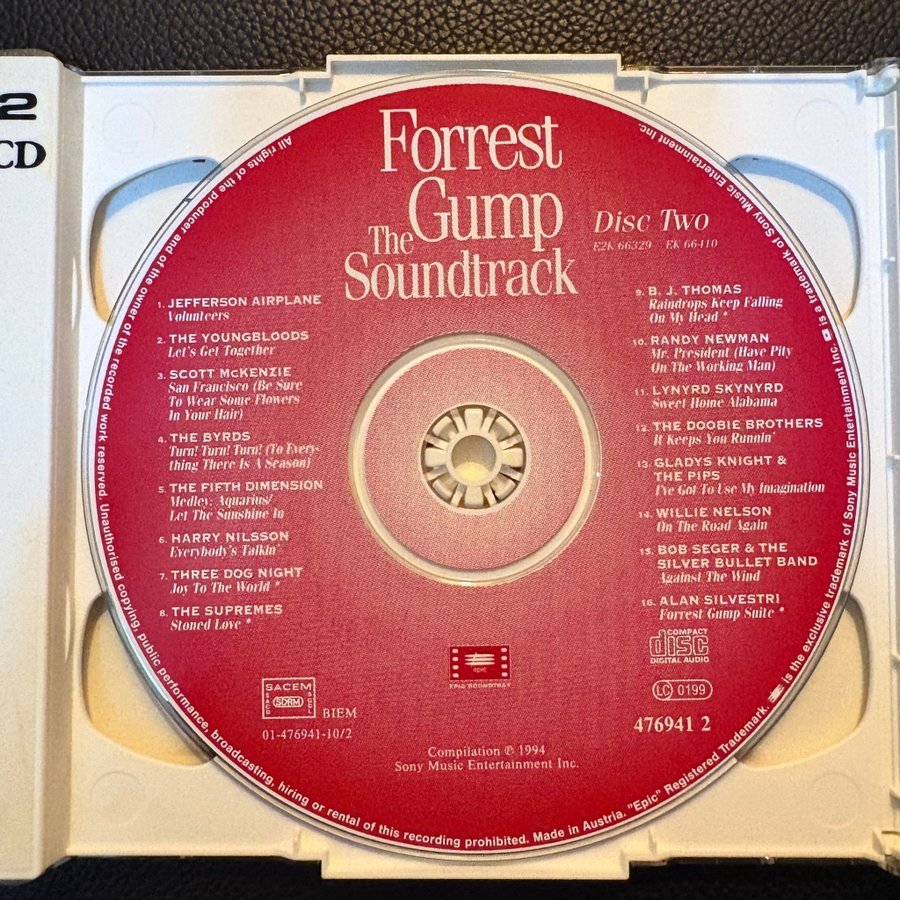 2
CD
Forrest
Gump
The
Soundtrack
Disc Two
E2K 66329 EK 66410
1. JEFFERSON AIRPLANE
Volunteers
2. THE YOUNGBLOODS
Let's Get Together
3. SCOTT McKENZIE
San Francisco (Be Sure
To Wear Some Flowers
In Your Hair)
4. THE BYRDS
Turn! Turn! Turn! (To Every-
thing There Is A Season)
5. THE FIFTH DIMENSION
Medley: Aquarius/
Let The Sunshine In
6. HARRY NILSSON
Everybody's Talkin'
7. THREE DOG NIGHT
Joy To The World *
8. THE SUPREMES
Stoned Love *
9. B. J. THOMAS
Raindrops Keep Falling
On My Head *
10. RANDY NEWMAN
Mr. President (Have Pity
On The Working Man)
11. LYNYRD SKYNYRD
Sweet Home Alabama
12. THE DOOBIE BROTHERS
It Keeps You Runnin'
13. GLADYS KNIGHT &
THE PIPS
I've Got To Use My Imagination
14. WILLIE NELSON
On The Road Again
15. BOB SEGER & THE
SILVER BULLET BAND
Against The Wind
16. ALAN SILVESTRI
Forrest Gump Suite *
COMPACT
disc
DIGITAL AUDIO
LC 0199
476941 2
epic
EPIC SOUNDTRAX
SACEM
SACD
SDRM
SGDL
BIEM
01-476941-10/2
Compilation ℗ 1994
Sony Music Entertainment Inc.
All rights of the producer and of the owner of the recorded work reserved. Unauthorised copying, public performance, broadcasting, hiring or rental of this recording prohibited. Made in Austria. "Epic" Registered Trademark. is the exclusive trademark of Sony Music Entertainment Inc. is a trademark of Sony Music Entertainment Inc.